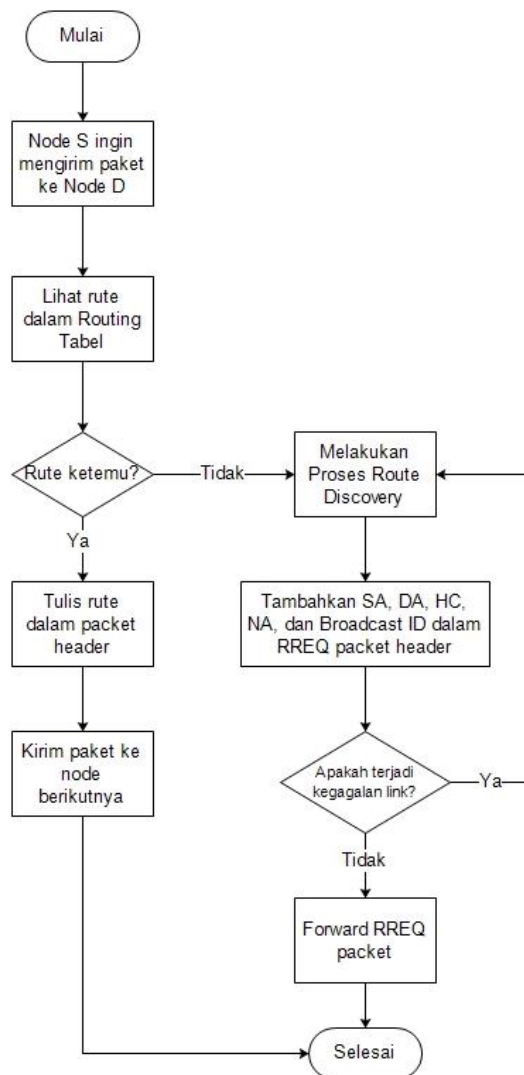 Mulai
Node S ingin
mengirim paket
ke Node D
Lihat rute
dalam Routing
Tabel
Rute ketemu?
Tidak
Melakukan
Proses Route
Discovery
Ya
Tulis rute
dalam packet
header
Tambahkan SA, DA, HC,
NA, dan Broadcast ID dalam
RREQ packet header
Kirim paket ke
node
berikutnya
Apakah terjadi
kegagalan link?
Ya
Tidak
Forward RREQ
packet
Selesai